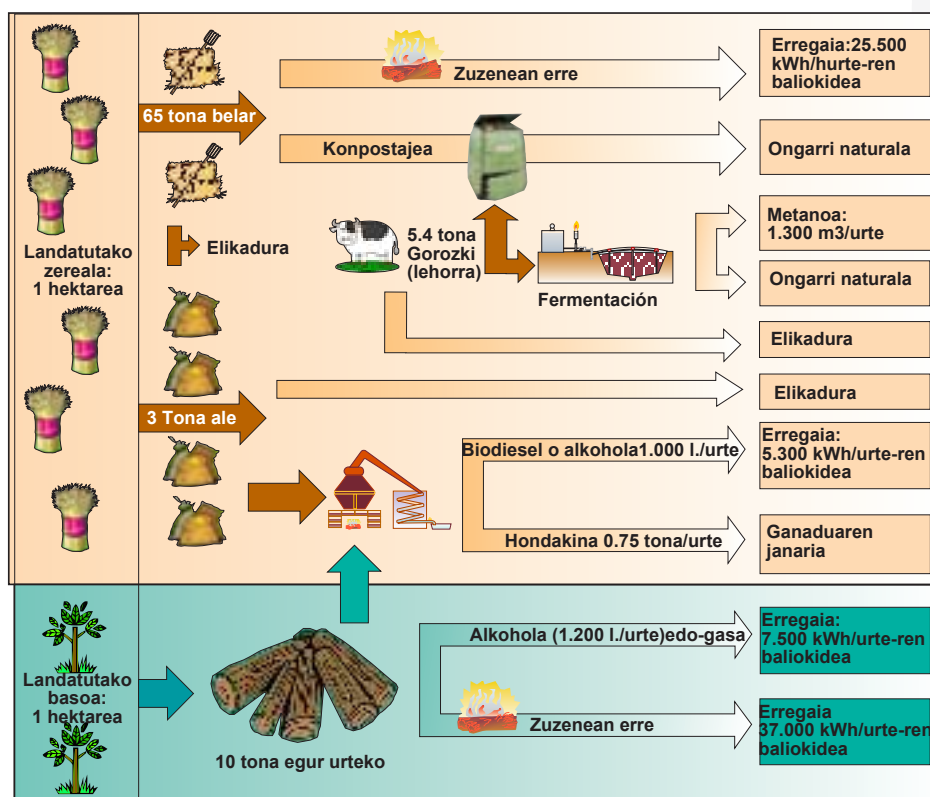 Landatutako
zereala:
1 hektarea
65 tona belar
Elikadura
3 Tona ale
Zuzenean erre
Erregaia:25.500
kWh/hurte-ren
baliokidea
Konpostajea
Ongarri naturala
5.4 tona
Gorozki
(lehorra)
Fermentación
Metanoa:
1.300 m3/urte
Ongarri naturala
Elikadura
Elikadura
Biodiesel o alkohola1.000 l./urte
Erregaia:
5.300 kWh/urte-ren
baliokidea
Hondakina 0.75 tona/urte
Ganaduaren
janaria
Landatutako
basoa:
1 hektarea
10 tona egur urteko
Alkohola (1.200 l./urte)edo-gasa
Erregaia:
7.500 kWh/urte-ren
baliokidea
Zuzenean erre
Erregaia
37.000 kWh/urte-ren
baliokidea